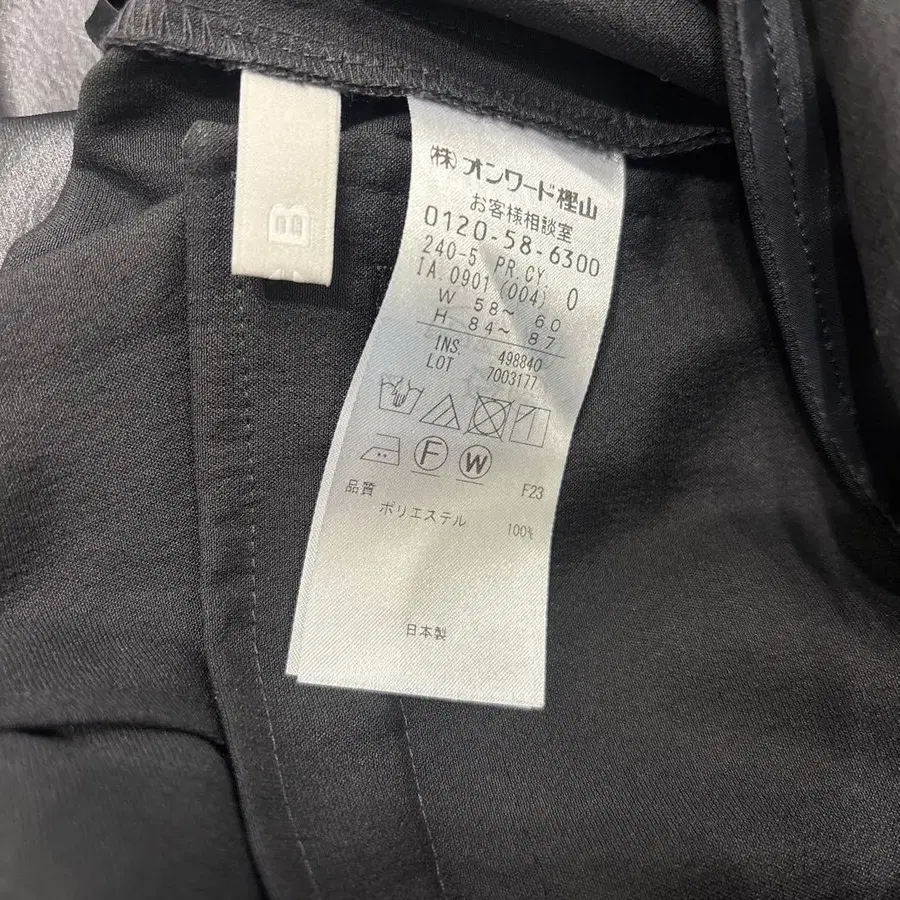 (株)オンワード樫山
お客様相談室
0120-58-6300
240-5 PR.CY.
IA.0901 (004) 0
W 58~ 60
H 84~ 87
INS. 498840
LOT 7003177
F W
F23
品質
ポリエステル 100%
日本製